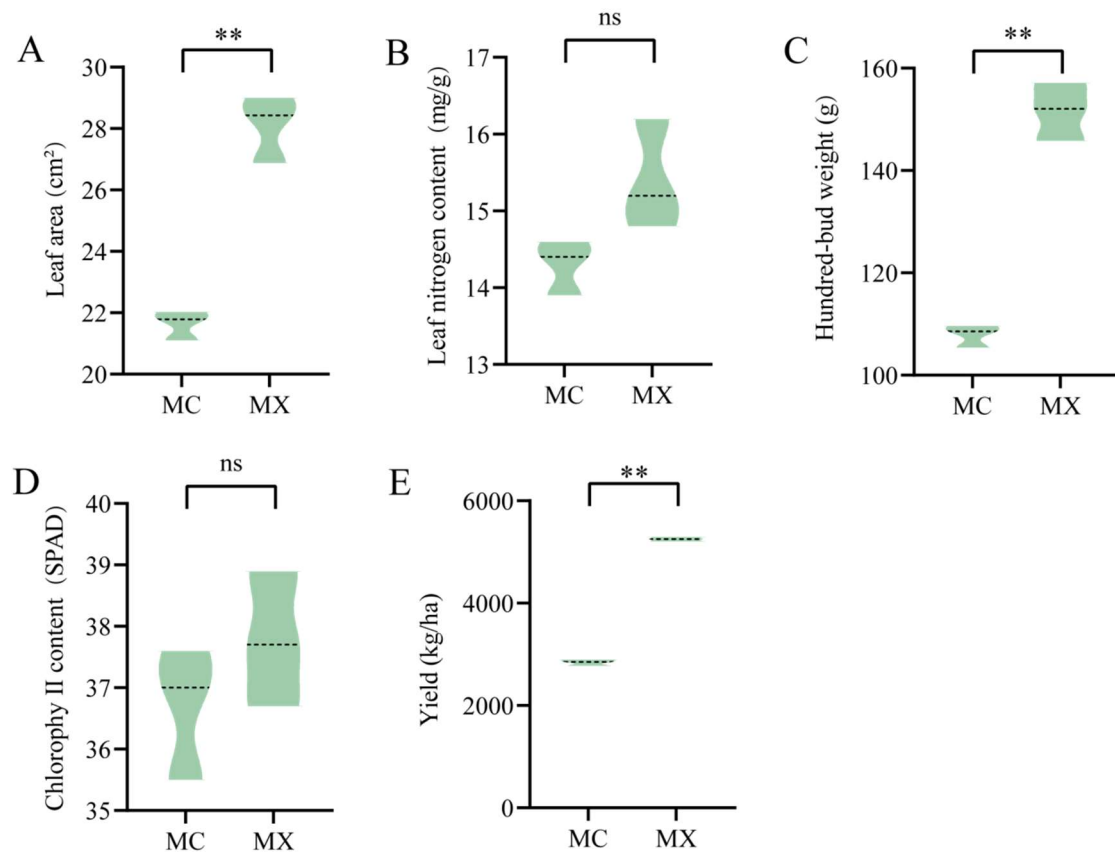 A
**
Leaf area (cm²)
30
28
26
24
22
20
MC MX
B
ns
Leaf nitrogen content (mg/g)
17
16
15
14
13
MC MX
C
**
Hundred-bud weight (g)
160
140
120
100
MC MX
D
ns
Chlorophy II content (SPAD)
40
39
38
37
36
35
MC MX
E
**
Yield (kg/ha)
6000
4000
2000
0
MC MX